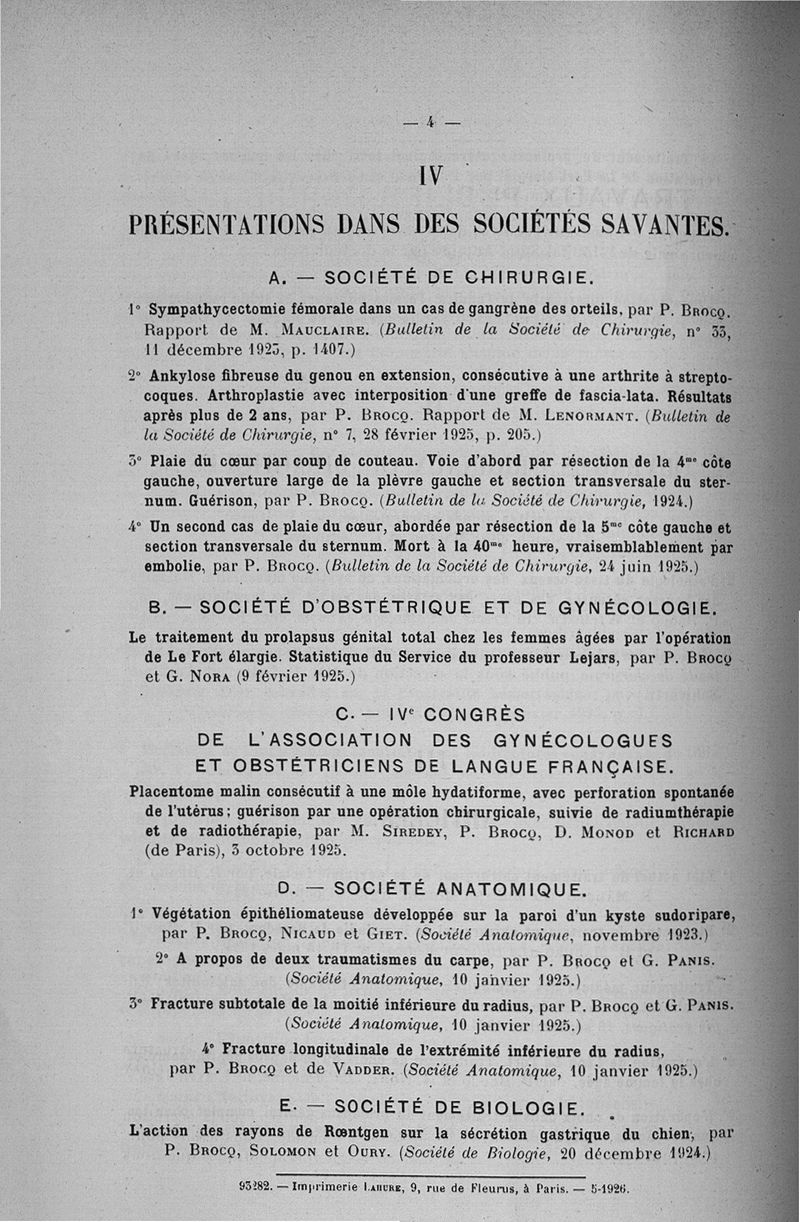 — 4 —
IV
PRÉSENTATIONS DANS DES SOCIÉTÉS SAVANTES.
A. — SOCIÉTÉ DE CHIRURGIE.
1° Sympathycectomie fémorale dans un cas de gangrène des orteils, par P. BROCQ.
Rapport de M. MAUCLAIRE. (Bulletin de la Société de Chirurgie, n° 33,
11 décembre 1923, p. 1407.)
2° Ankylose fibreuse du genou en extension, consécutive à une arthrite à strepto-
coques. Arthroplastie avec interposition d'une greffe de fascia-lata. Résultats
après plus de 2 ans, par P. BROCQ. Rapport de M. LENORMANT. (Bulletin de
la Société de Chirurgie, n° 7, 28 février 1925, p. 205.)
3° Plaie du cœur par coup de couteau. Voie d'abord par résection de la 4me côte
gauche, ouverture large de la plèvre gauche et section transversale du ster-
num. Guérison, par P. BROCQ. (Bulletin de la Société de Chirurgie, 1924.)
4° Un second cas de plaie du cœur, abordée par résection de la 5me côte gauche et
section transversale du sternum. Mort à la 40me heure, vraisemblablement par
embolie, par P. BROCQ. (Bulletin de la Société de Chirurgie, 24 juin 1925.)
B. — SOCIÉTÉ D'OBSTÉTRIQUE ET DE GYNÉCOLOGIE.
Le traitement du prolapsus génital total chez les femmes âgées par l'opération
de Le Fort élargie. Statistique du Service du professeur Lejars, par P. BROCQ
et G. NORA (9 février 1925.)
C. — IVe CONGRÈS
DE L'ASSOCIATION DES GYNÉCOLOGUES
ET OBSTÉTRICIENS DE LANGUE FRANÇAISE.
Placentome malin consécutif à une môle hydatiforme, avec perforation spontanée
de l'utérus; guérison par une opération chirurgicale, suivie de radiumthérapie
et de radiothérapie, par M. SIREDEY, P. BROCQ, D. MONOD et RICHARD
(de Paris), 3 octobre 1925.
D. — SOCIÉTÉ ANATOMIQUE.
1° Végétation épithéliomateuse développée sur la paroi d'un kyste sudoripare,
par P. BROCQ, NICAUD et GIET. (Société Anatomique, novembre 1923.)
2° A propos de deux traumatismes du carpe, par P. BROCQ et G. PANIS.
(Société Anatomique, 10 janvier 1925.)
3° Fracture subtotale de la moitié inférieure du radius, par P. BROCQ et G. PANIS.
(Société Anatomique, 10 janvier 1925.)
4° Fracture longitudinale de l'extrémité inférieure du radius,
par P. BROCQ et de VADDER. (Société Anatomique, 10 janvier 1925.)
E. — SOCIÉTÉ DE BIOLOGIE.
L'action des rayons de Rœntgen sur la sécrétion gastrique du chien, par
P. BROCQ, SOLOMON et OURY. (Société de Biologie, 20 décembre 1924.)
93282. — Imprimerie LAHURE, 9, rue de Fleurus, à Paris. — 5-1926.